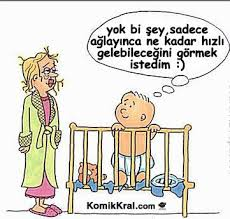 yok bi şey,sadece
ağlayınca ne kadar hızlı
gelebileceğini görmek
istedim :)
KomikKral.com